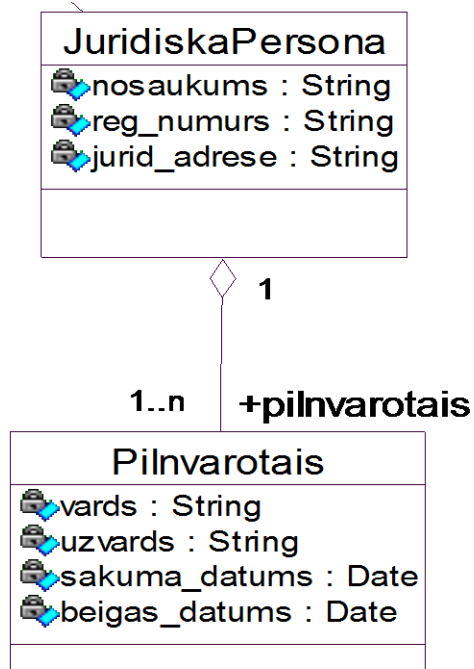 JuridiskaPersona
nosaukums : String
reg_numurs : String
jurid_adrese : String
1
1..n +pilnvarotais
Pilnvarotais
vards : String
uzvards : String
sakuma_datums : Date
beigas_datums : Date